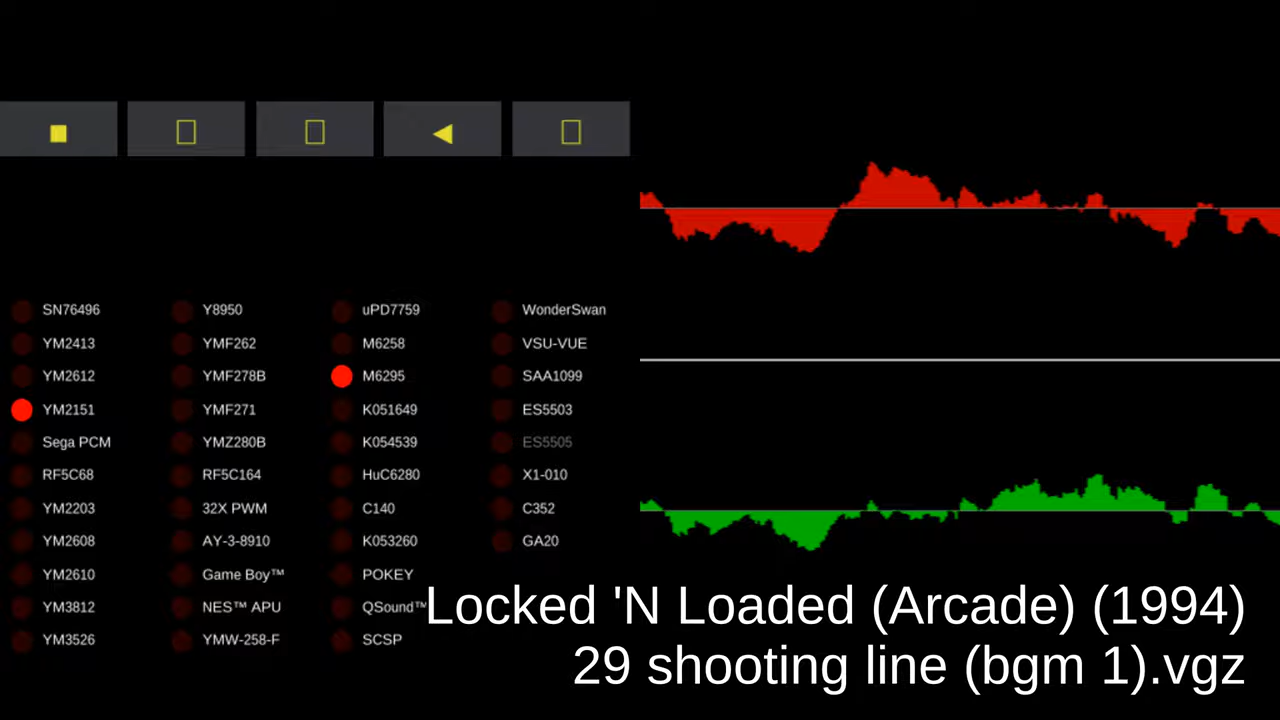 SN76496 Y8950 uPD7759 WonderSwan
YM2413 YMF262 M6258 VSU-VUE
YM2612 YMF278B M6295 SAA1099
YM2151 YMF271 K051649 ES5503
Sega PCM YMZ280B K054539 ES5505
RF5C68 RF5C164 HuC6280 X1-010
YM2203 32X PWM C140 C352
YM2608 AY-3-8910 K053260 GA20
YM2610 Game Boy™ POKEY
YM3812 NES™ APU QSound™
YM3526 YMW-258-F SCSP
Locked 'N Loaded (Arcade) (1994)
29 shooting line (bgm 1).vgz